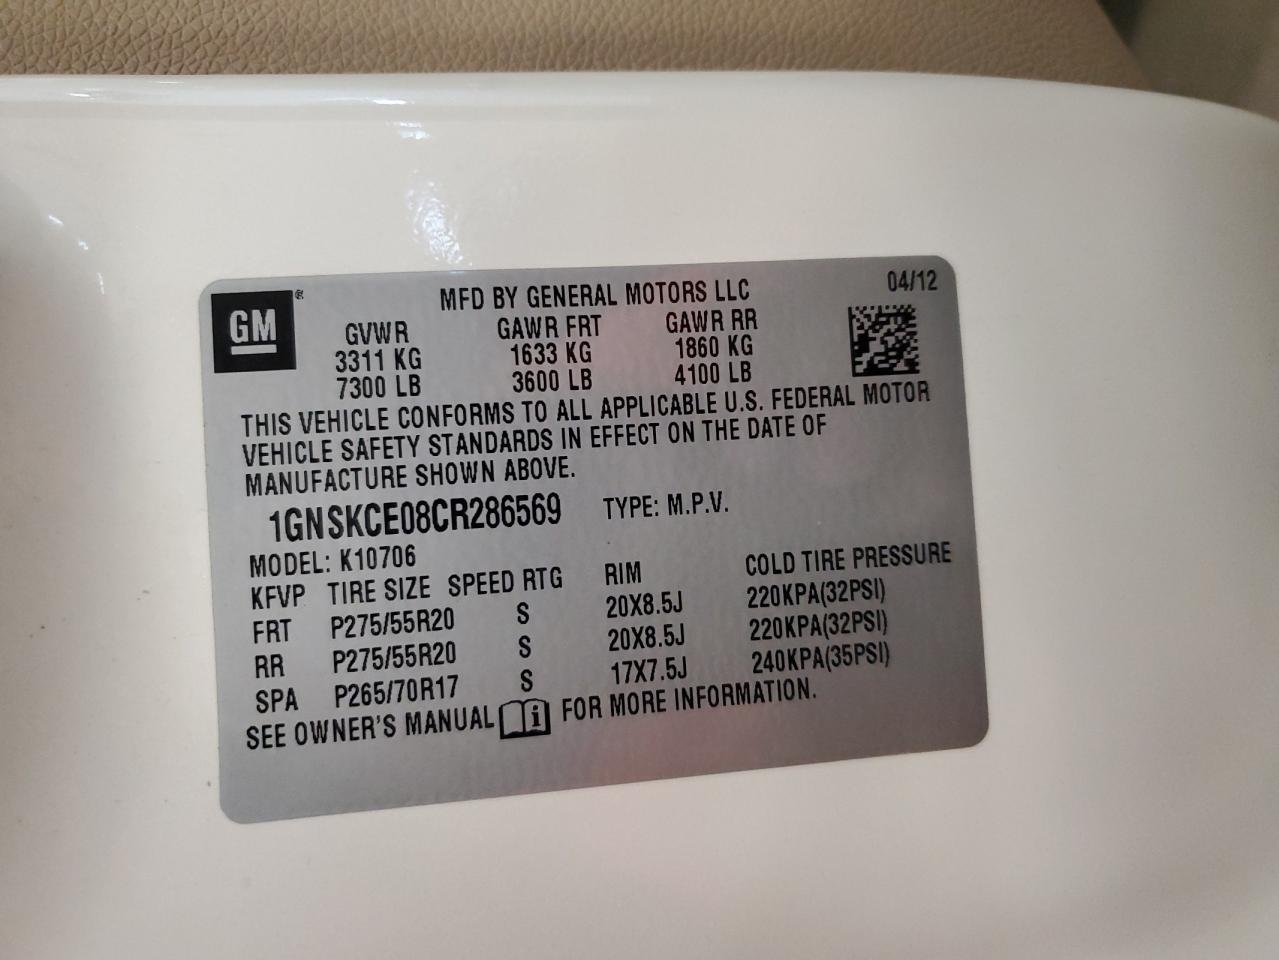 04/12
GM ® MFD BY GENERAL MOTORS LLC
GVWR GAWR FRT GAWR RR
3311 KG 1633 KG 1860 KG
7300 LB 3600 LB 4100 LB
THIS VEHICLE CONFORMS TO ALL APPLICABLE U.S. FEDERAL MOTOR
VEHICLE SAFETY STANDARDS IN EFFECT ON THE DATE OF
MANUFACTURE SHOWN ABOVE.
1GNSKCE08CR286569 TYPE: M.P.V.
MODEL: K10706
KFVP TIRE SIZE SPEED RTG RIM COLD TIRE PRESSURE
FRT P275/55R20 S 20X8.5J 220KPA(32PSI)
RR P275/55R20 S 20X8.5J 220KPA(32PSI)
SPA P265/70R17 S 17X7.5J 240KPA(35PSI)
SEE OWNER'S MANUAL i FOR MORE INFORMATION.